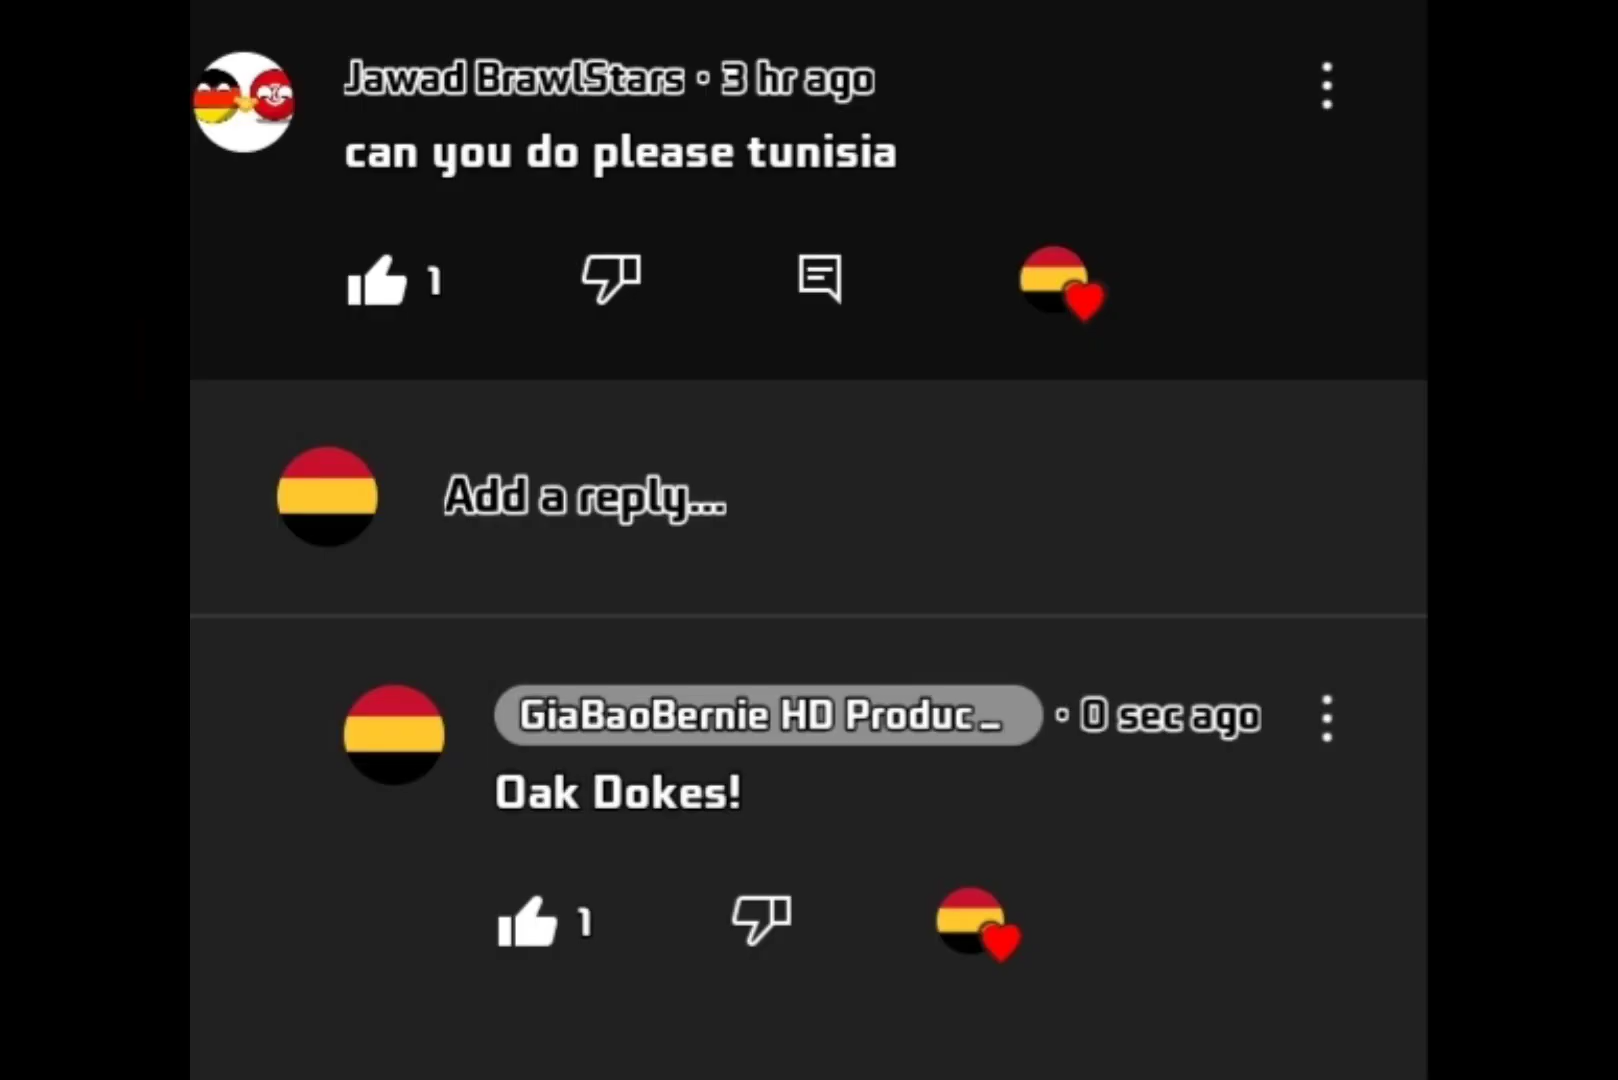 Jawad BrawlStars • 3 hr ago
can you do please tunisia
1
Add a reply...
GiaBaoBernie HD Produc... • 0 sec ago
Oak Dokes!
1